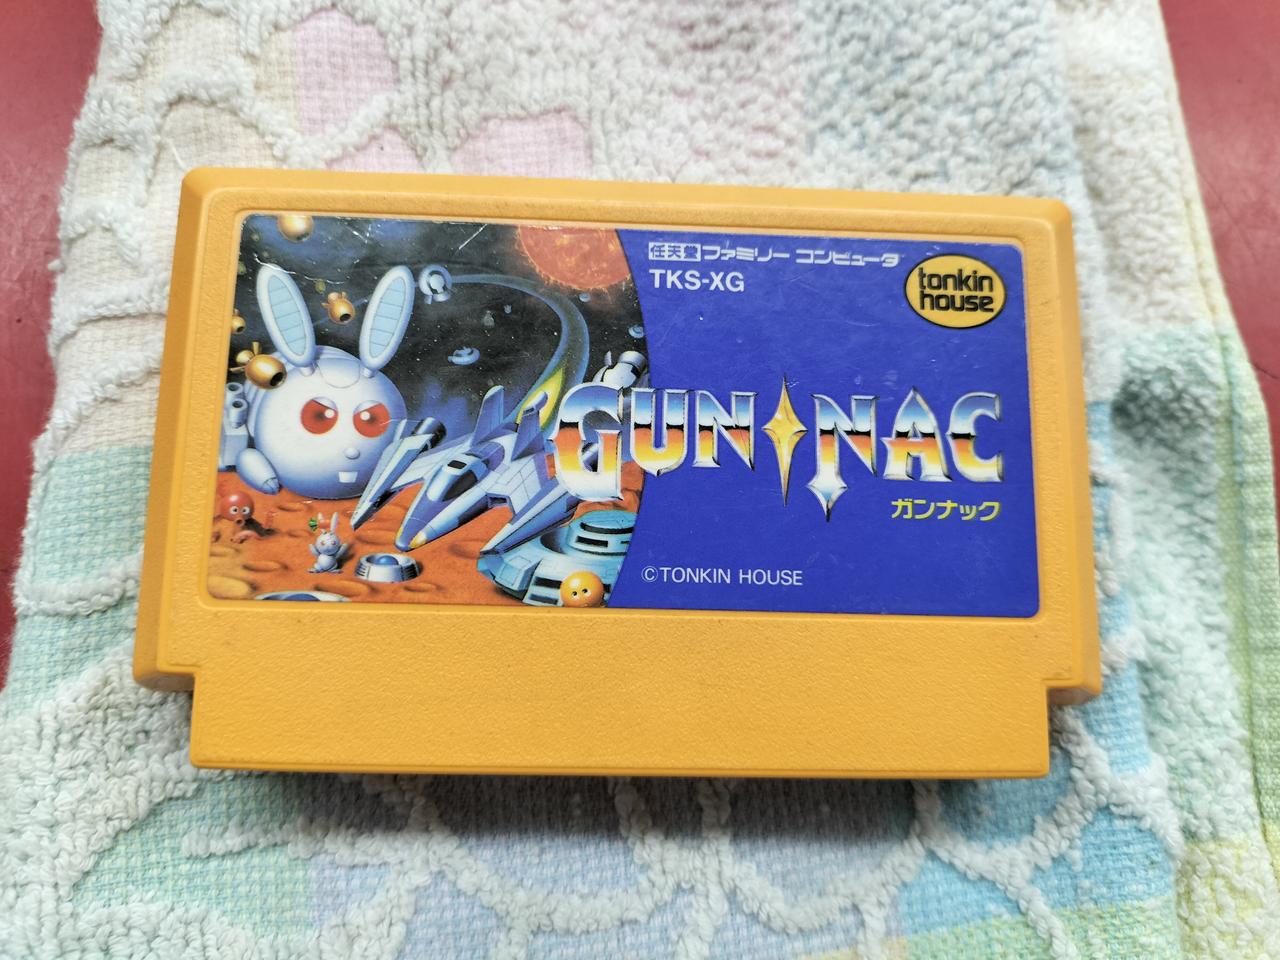 任天堂ファミリー コンピュータ
TKS-XG
tonkin
house
GUN NAC
ガンナック
©TONKIN HOUSE